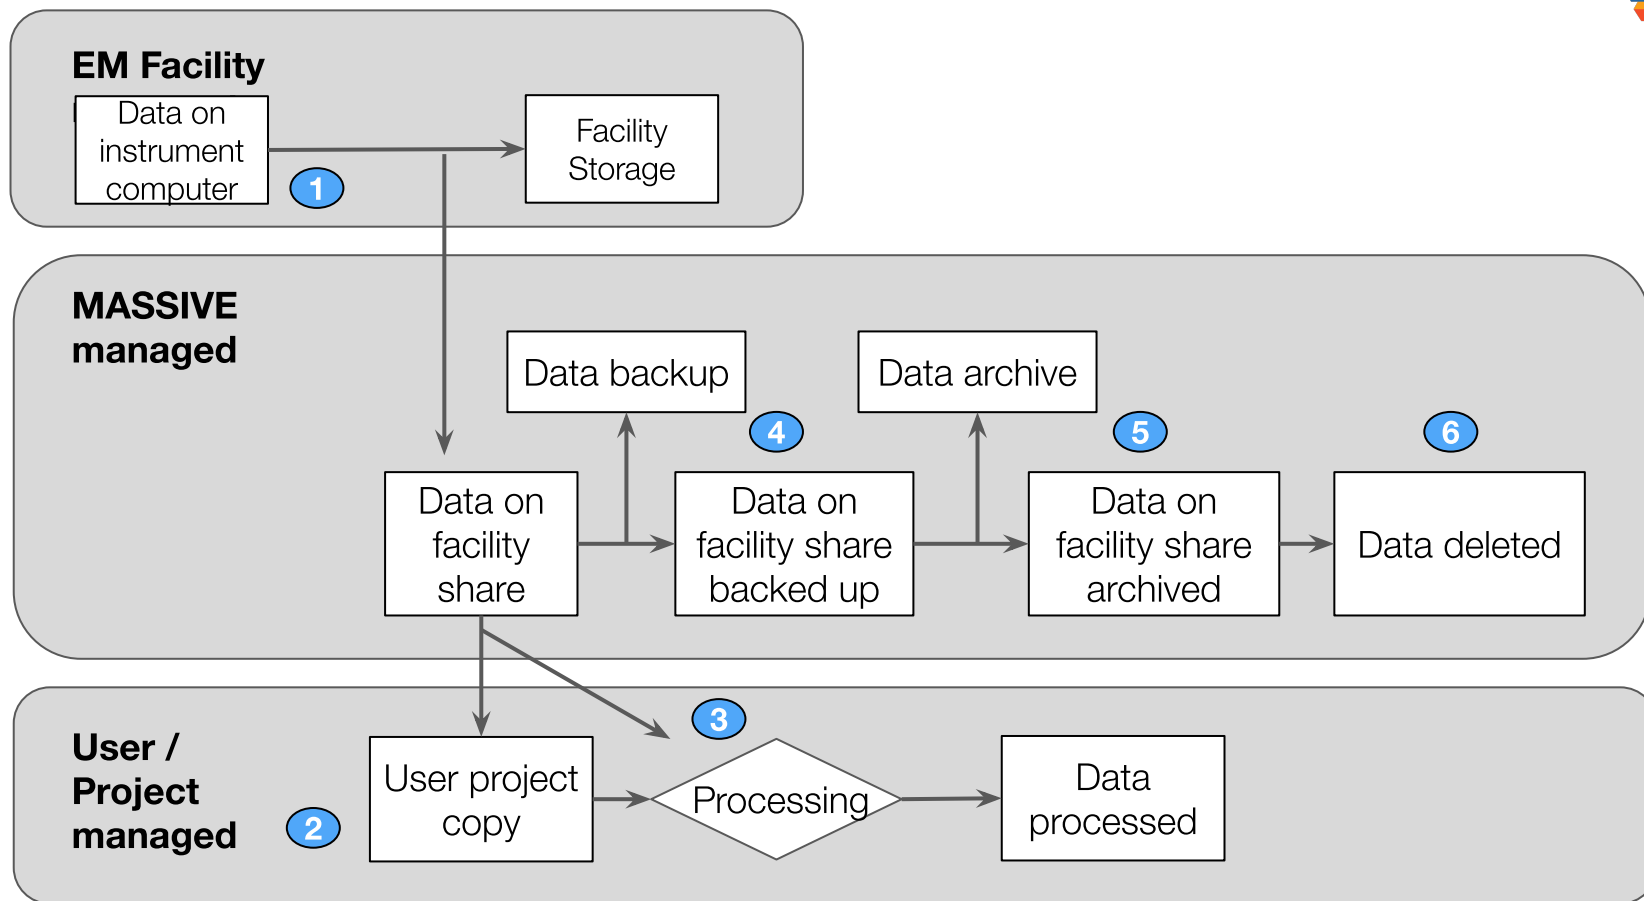 EM Facility
Data on
instrument
computer
1
Facility
Storage
MASSIVE
managed
Data backup
Data archive
4
5
6
Data on
facility
share
Data on
facility share
backed up
Data on
facility share
archived
Data deleted
User /
Project
managed
2
User project
copy
3
Processing
Data
processed